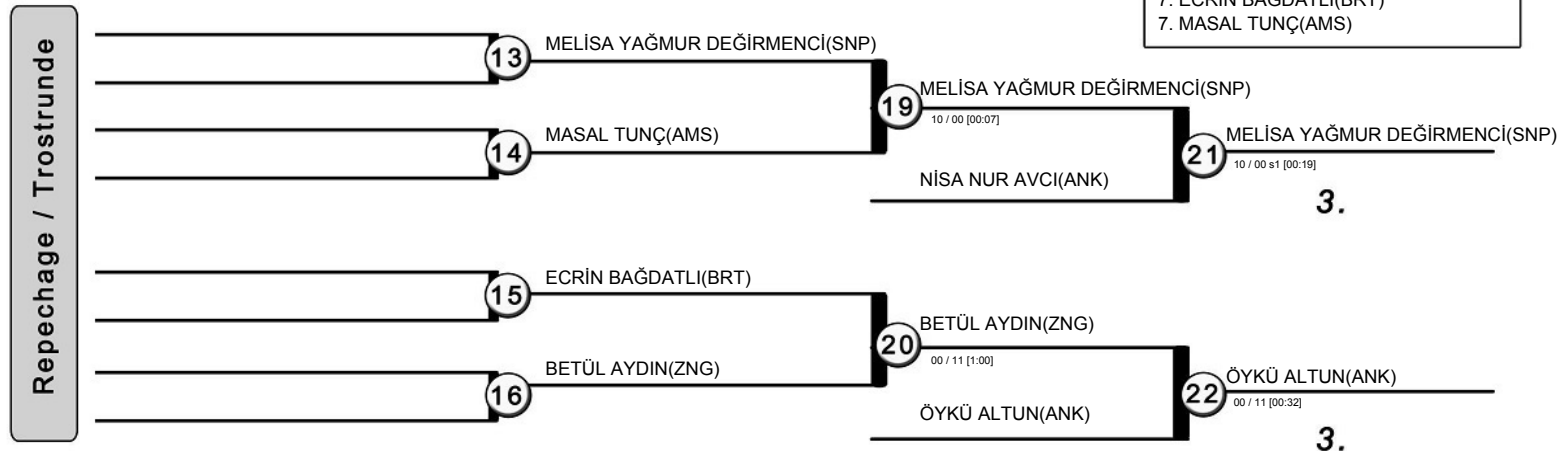 7. ECRİN BAĞDATLI(BRT)
7. MASAL TUNÇ(AMS)
Repechage / Trostrunde
13
MELİSA YAĞMUR DEĞİRMENCİ(SNP)
19
MELİSA YAĞMUR DEĞİRMENCİ(SNP)
10 / 00 [00:07]
14
MASAL TUNÇ(AMS)
21
MELİSA YAĞMUR DEĞİRMENCİ(SNP)
10 / 00 s1 [00:19]
NİSA NUR AVCI(ANK)
3.
15
ECRİN BAĞDATLI(BRT)
20
BETÜL AYDIN(ZNG)
00 / 11 [1:00]
16
BETÜL AYDIN(ZNG)
22
ÖYKÜ ALTUN(ANK)
00 / 11 [00:32]
ÖYKÜ ALTUN(ANK)
3.